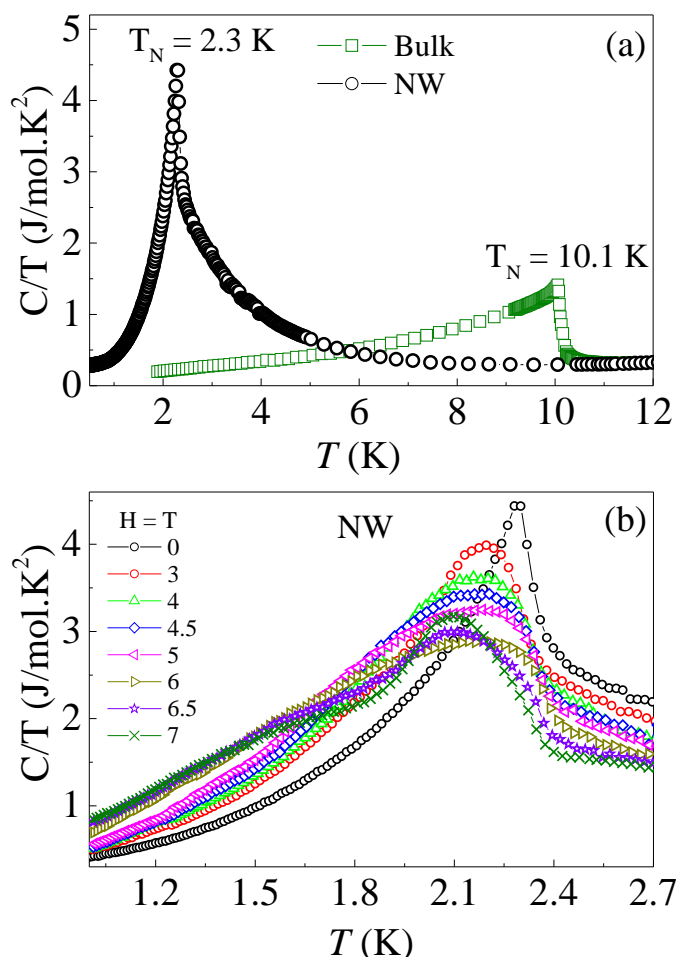 (a)
T_N = 2.3 K
Bulk
NW
T_N = 10.1 K
C/T (J/mol.K²)
5
4
3
2
1
0
2 4 6 8 10 12
T (K)
(b)
H = T
NW
0
3
4
4.5
5
6
6.5
7
C/T (J/mol.K²)
4
3
2
1
1.2 1.5 1.8 2.1 2.4 2.7
T (K)